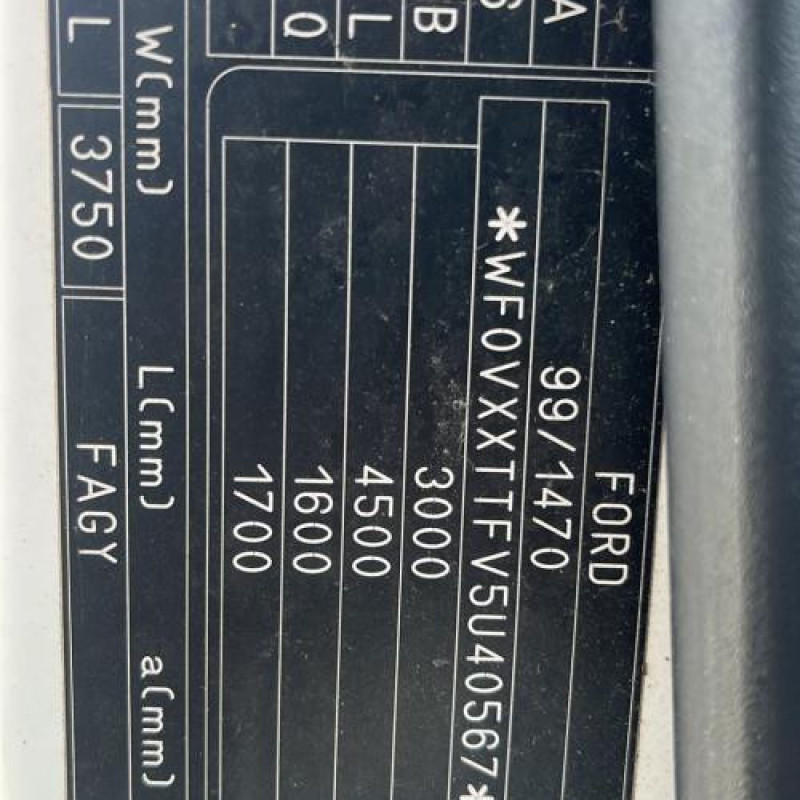 FORD
A 99/1470
S *WF0VXXTTFV5U40567*
B 3000
L 4500
Q 1600
1700
W(mm) L(mm) a(mm)
L 3750 FAGY